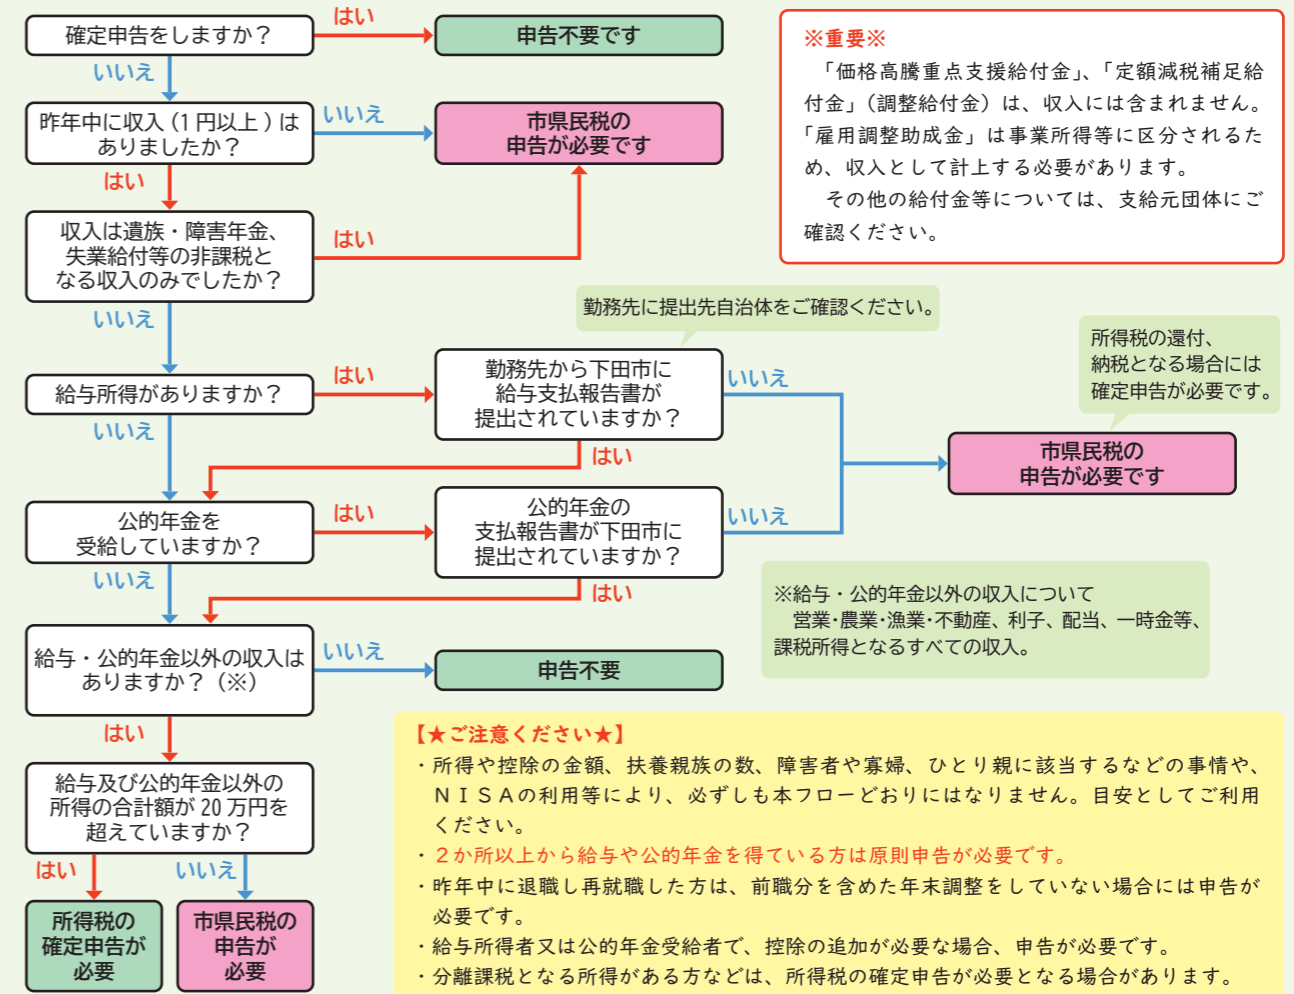 確定申告をしますか？
はい
申告不要です
いいえ
昨年中に収入（1円以上）は
ありましたか？
いいえ
市県民税の
申告が必要です
はい
収入は遺族・障害年金、
失業給付等の非課税と
なる収入のみでしたか？
はい
いいえ
※重要※
「価格高騰重点支援給付金」、「定額減税補足給
付金」（調整給付金）は、収入には含まれません。
「雇用調整助成金」は事業所得等に区分されるた
め、収入として計上する必要があります。
その他の給付金等については、支給元団体にご
確認ください。
給与所得がありますか？
はい
勤務先に提出先自治体をご確認ください。
勤務先から下田市に
給与支払報告書が
提出されていますか？
いいえ
はい
いいえ
所得税の還付、
納税となる場合には
確定申告が必要です。
市県民税の
申告が必要です
公的年金を
受給していますか？
はい
公的年金の
支払報告書が下田市に
提出されていますか？
いいえ
はい
いいえ
※給与・公的年金以外の収入について
営業・農業・漁業・不動産、利子、配当、一時金等、
課税所得となるすべての収入。
給与・公的年金以外の収入は
ありますか？（※）
いいえ
申告不要
はい
給与及び公的年金以外の
所得の合計額が20万円を
超えていますか？
はい
いいえ
所得税の
確定申告が
必要
市県民税の
申告が
必要
【★ご注意ください★】
・所得や控除の金額、扶養親族の数、障害者や寡婦、ひとり親に該当するなどの事情や、
ＮＩＳＡの利用等により、必ずしも本フローどおりにはなりません。目安としてご利用
ください。
・２か所以上から給与や公的年金を得ている方は原則申告が必要です。
・昨年中に退職し再就職した方は、前職分を含めた年末調整をしていない場合には申告が
必要です。
・給与所得者又は公的年金受給者で、控除の追加が必要な場合、申告が必要です。
・分離課税となる所得がある方などは、所得税の確定申告が必要となる場合があります。